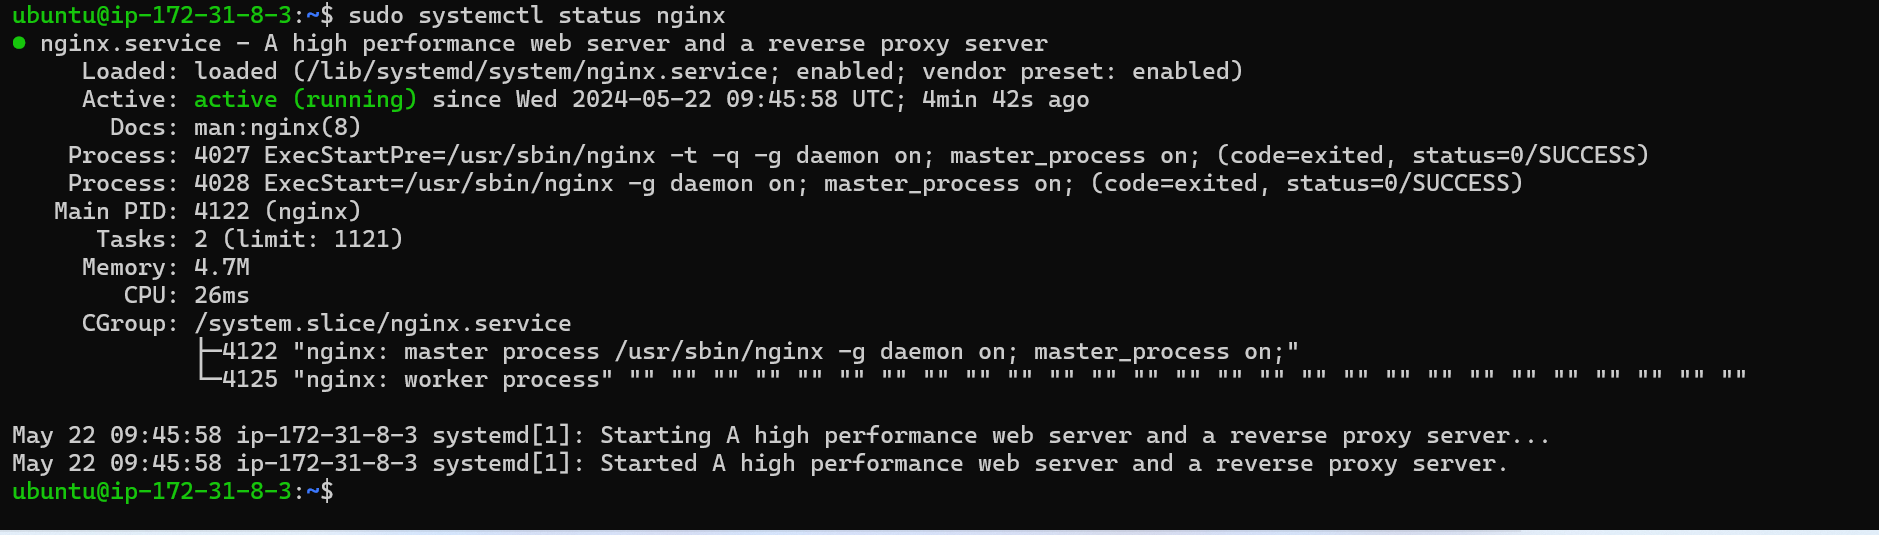 ubuntu@ip-172-31-8-3:~$ sudo systemctl status nginx
● nginx.service - A high performance web server and a reverse proxy server
     Loaded: loaded (/lib/systemd/system/nginx.service; enabled; vendor preset: enabled)
     Active: active (running) since Wed 2024-05-22 09:45:58 UTC; 4min 42s ago
       Docs: man:nginx(8)
    Process: 4027 ExecStartPre=/usr/sbin/nginx -t -q -g daemon on; master_process on; (code=exited, status=0/SUCCESS)
    Process: 4028 ExecStart=/usr/sbin/nginx -g daemon on; master_process on; (code=exited, status=0/SUCCESS)
   Main PID: 4122 (nginx)
      Tasks: 2 (limit: 1121)
     Memory: 4.7M
        CPU: 26ms
     CGroup: /system.slice/nginx.service
             ├─4122 "nginx: master process /usr/sbin/nginx -g daemon on; master_process on;"
             └─4125 "nginx: worker process" "" "" "" "" "" "" "" "" "" "" "" "" "" "" "" "" "" "" "" "" "" "" "" "" "" "" ""

May 22 09:45:58 ip-172-31-8-3 systemd[1]: Starting A high performance web server and a reverse proxy server...
May 22 09:45:58 ip-172-31-8-3 systemd[1]: Started A high performance web server and a reverse proxy server.
ubuntu@ip-172-31-8-3:~$